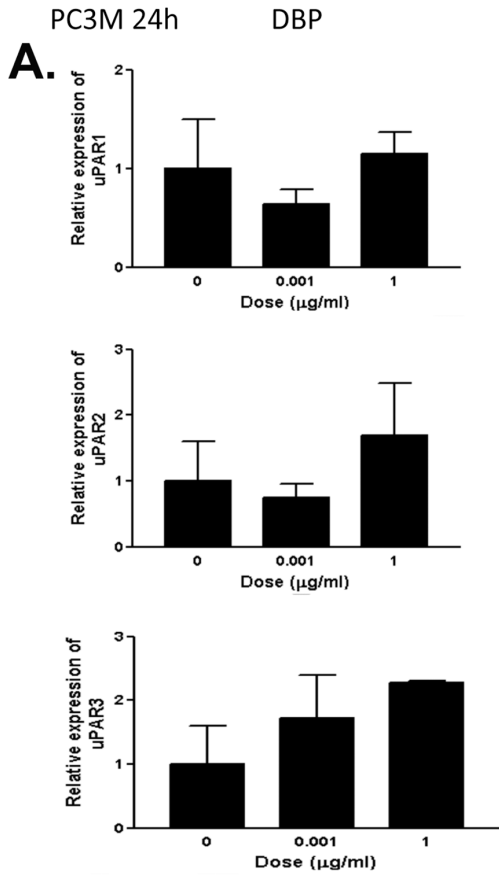 PC3M 24h DBP
A.
Relative expression of
uPAR1
2
1
0
0 0.001 1
Dose (μg/ml)
Relative expression of
uPAR2
3
2
1
0
0 0.001 1
Dose (μg/ml)
Relative expression of
uPAR3
3
2
1
0
0 0.001 1
Dose (μg/ml)